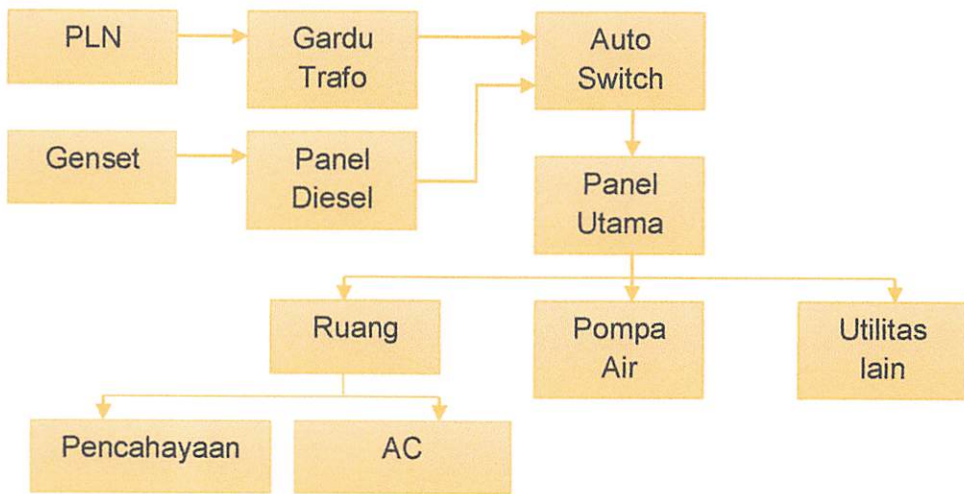 PLN
Gardu
Trafo
Auto
Switch
Genset
Panel
Diesel
Panel
Utama
Ruang
Pompa
Air
Utilitas
lain
Pencahayaan
AC